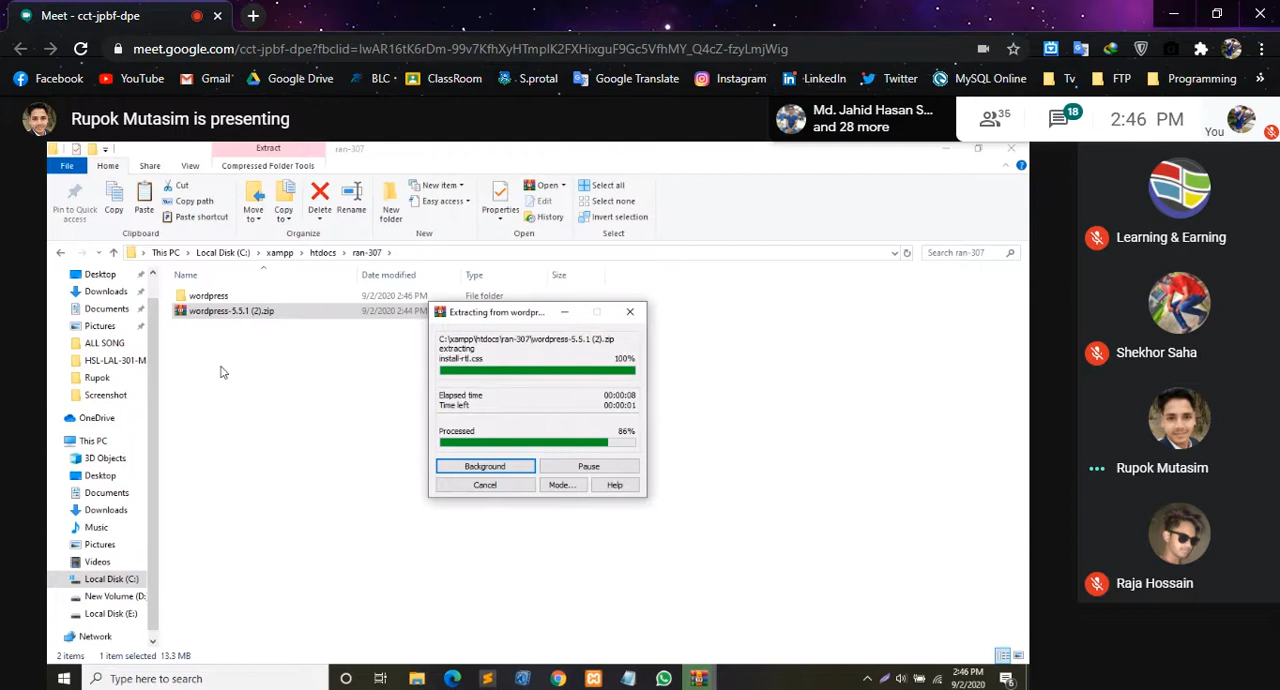 Meet - cct-jpbf-dpe
meet.google.com/cct-jpbf-dpe?fbclid=IwAR16tK6rDm-99v7KfhXyHTmplK2FXHixguF9Gc5VfhMY_Q4cZ-fzyLmjWig
Facebook YouTube Gmail Google Drive BLC ClassRoom S.protal Google Translate Instagram LinkedIn Twitter MySQL Online Tv FTP Programming »
Rupok Mutasim is presenting
Md. Jahid Hasan S...
and 28 more
35
18
2:46 PM
You
Extract
ran-307
File Home Share View Compressed Folder Tools
Pin to Quick access
Copy
Paste
Cut
Copy path
Paste shortcut
Clipboard
Move to
Copy to
Delete
Rename
Organize
New folder
New item
Easy access
New
Properties
Open
Edit
History
Open
Select all
Select none
Invert selection
Select
This PC > Local Disk (C:) > xampp > htdocs > ran-307 >
Search ran-307
Name Date modified Type Size
wordpress 9/2/2020 2:46 PM File folder
wordpress-5.5.1 (2).zip 9/2/2020 2:44 PM
Desktop
Downloads
Documents
Pictures
ALL SONG
HSL-LAL-301-M
Rupok
Screenshot
OneDrive
This PC
3D Objects
Desktop
Documents
Downloads
Music
Pictures
Videos
Local Disk (C:)
New Volume (D:
Local Disk (E:)
Network
Extracting from wordpr...
C:\xampp\htdocs\ran-307\wordpress-5.5.1 (2).zip
extracting
install-rtl.css 100%
Elapsed time 00:00:08
Time left 00:00:01
Processed 86%
Background
Pause
Cancel
Mode...
Help
2 items 1 item selected 13.3 MB
Type here to search
2:46 PM
9/2/2020
6
Learning & Earning
Shekhor Saha
Rupok Mutasim
Raja Hossain